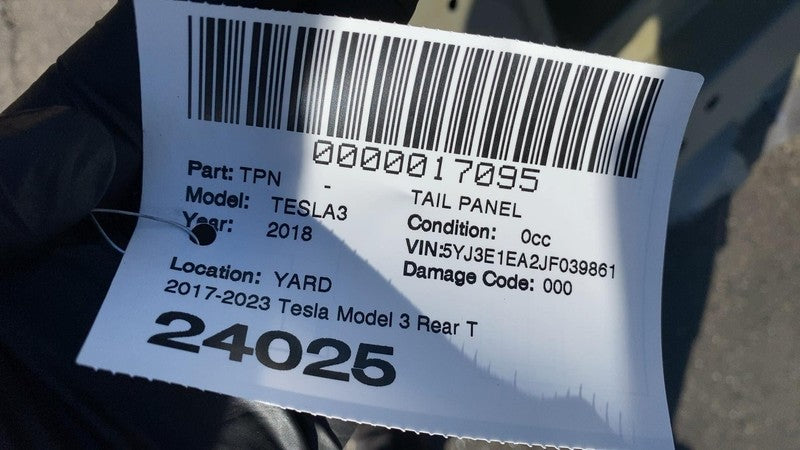 0000017095
Part: TPN - TAIL PANEL
Model: TESLA3 Condition: 0cc
Year: 2018 VIN:5YJ3E1EA2JF039861
Location: YARD Damage Code: 000
2017-2023 Tesla Model 3 Rear T
24025